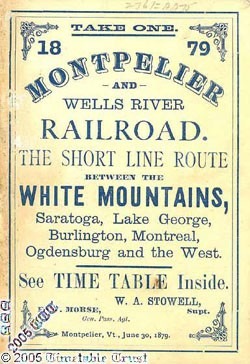 TAKE ONE.
18 79
MONTPELIER
—AND—
WELLS RIVER
RAILROAD.
THE SHORT LINE ROUTE
BETWEEN THE
WHITE MOUNTAINS,
Saratoga, Lake George,
Burlington, Montreal,
Ogdensburg and the West.
See TIME TABLE Inside.
W. A. STOWELL,
W. MORSE, Supt.
Gen. Pass. Agt.
Montpelier, Vt., June 30, 1879.
© 2005 Timetable Trust